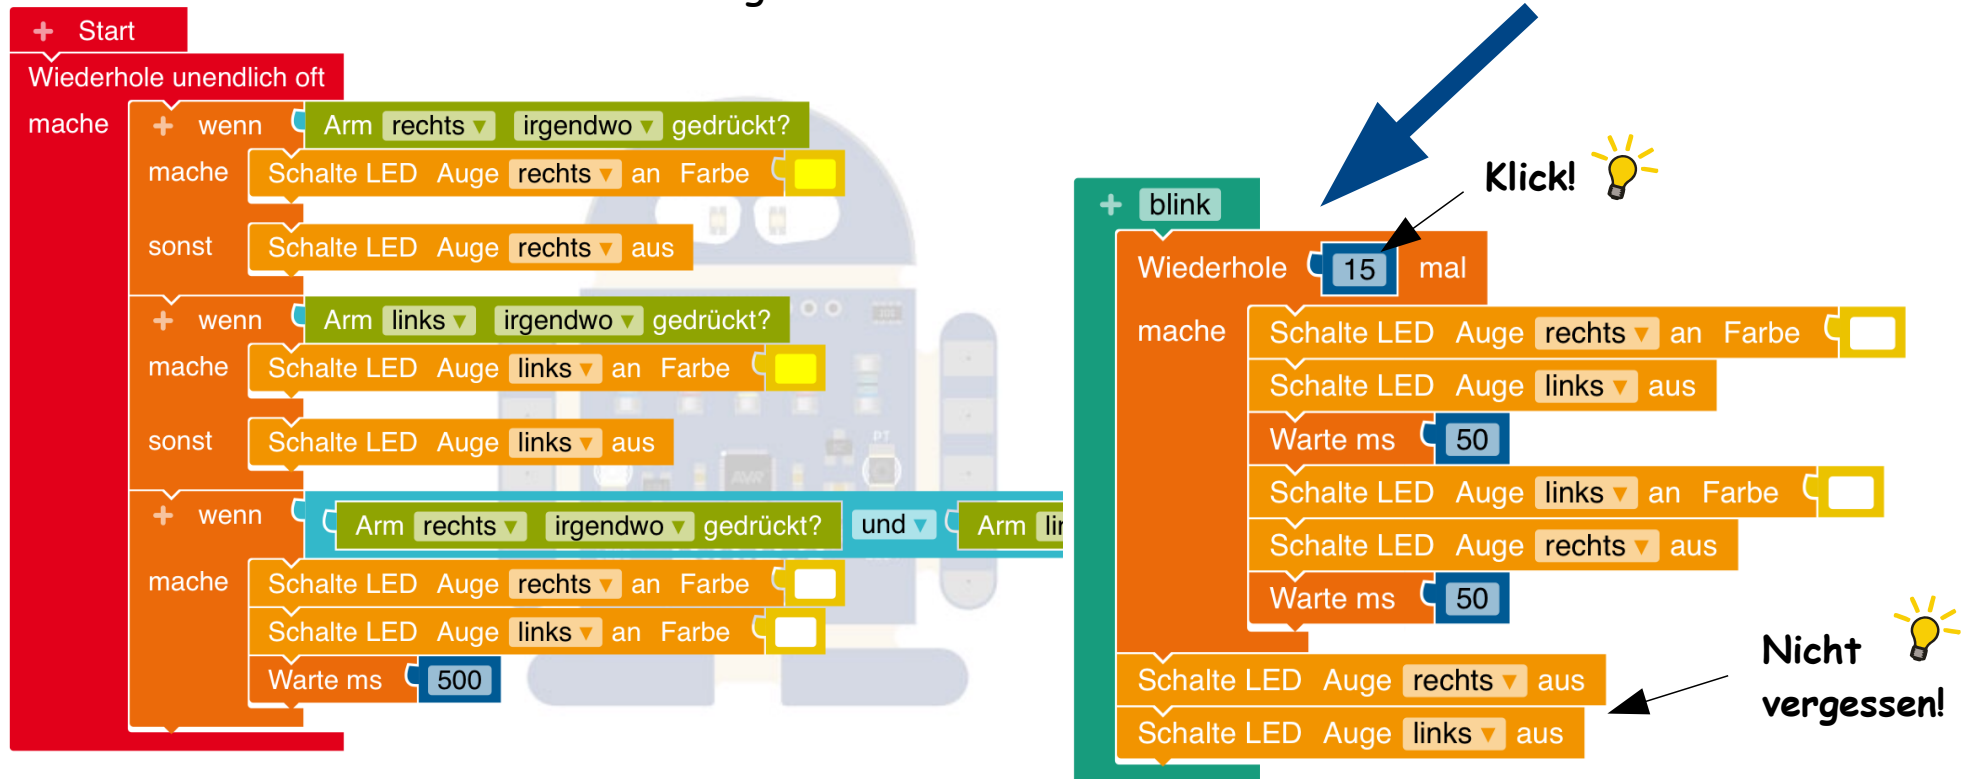 + Start
Wiederhole unendlich oft
mache
+ wenn Arm rechts ▾ irgendwo ▾ gedrückt?
mache Schalte LED Auge rechts ▾ an Farbe
sonst Schalte LED Auge rechts ▾ aus
+ wenn Arm links ▾ irgendwo ▾ gedrückt?
mache Schalte LED Auge links ▾ an Farbe
sonst Schalte LED Auge links ▾ aus
+ wenn Arm rechts ▾ irgendwo ▾ gedrückt? und ▾ Arm
mache Schalte LED Auge rechts ▾ an Farbe
Schalte LED Auge links ▾ an Farbe
Warte ms 500
Klick!
+ blink
Wiederhole 15 mal
mache Schalte LED Auge rechts ▾ an Farbe
Schalte LED Auge links ▾ aus
Warte ms 50
Schalte LED Auge links ▾ an Farbe
Schalte LED Auge rechts ▾ aus
Warte ms 50
Schalte LED Auge rechts ▾ aus
Schalte LED Auge links ▾ aus
Nicht
vergessen!